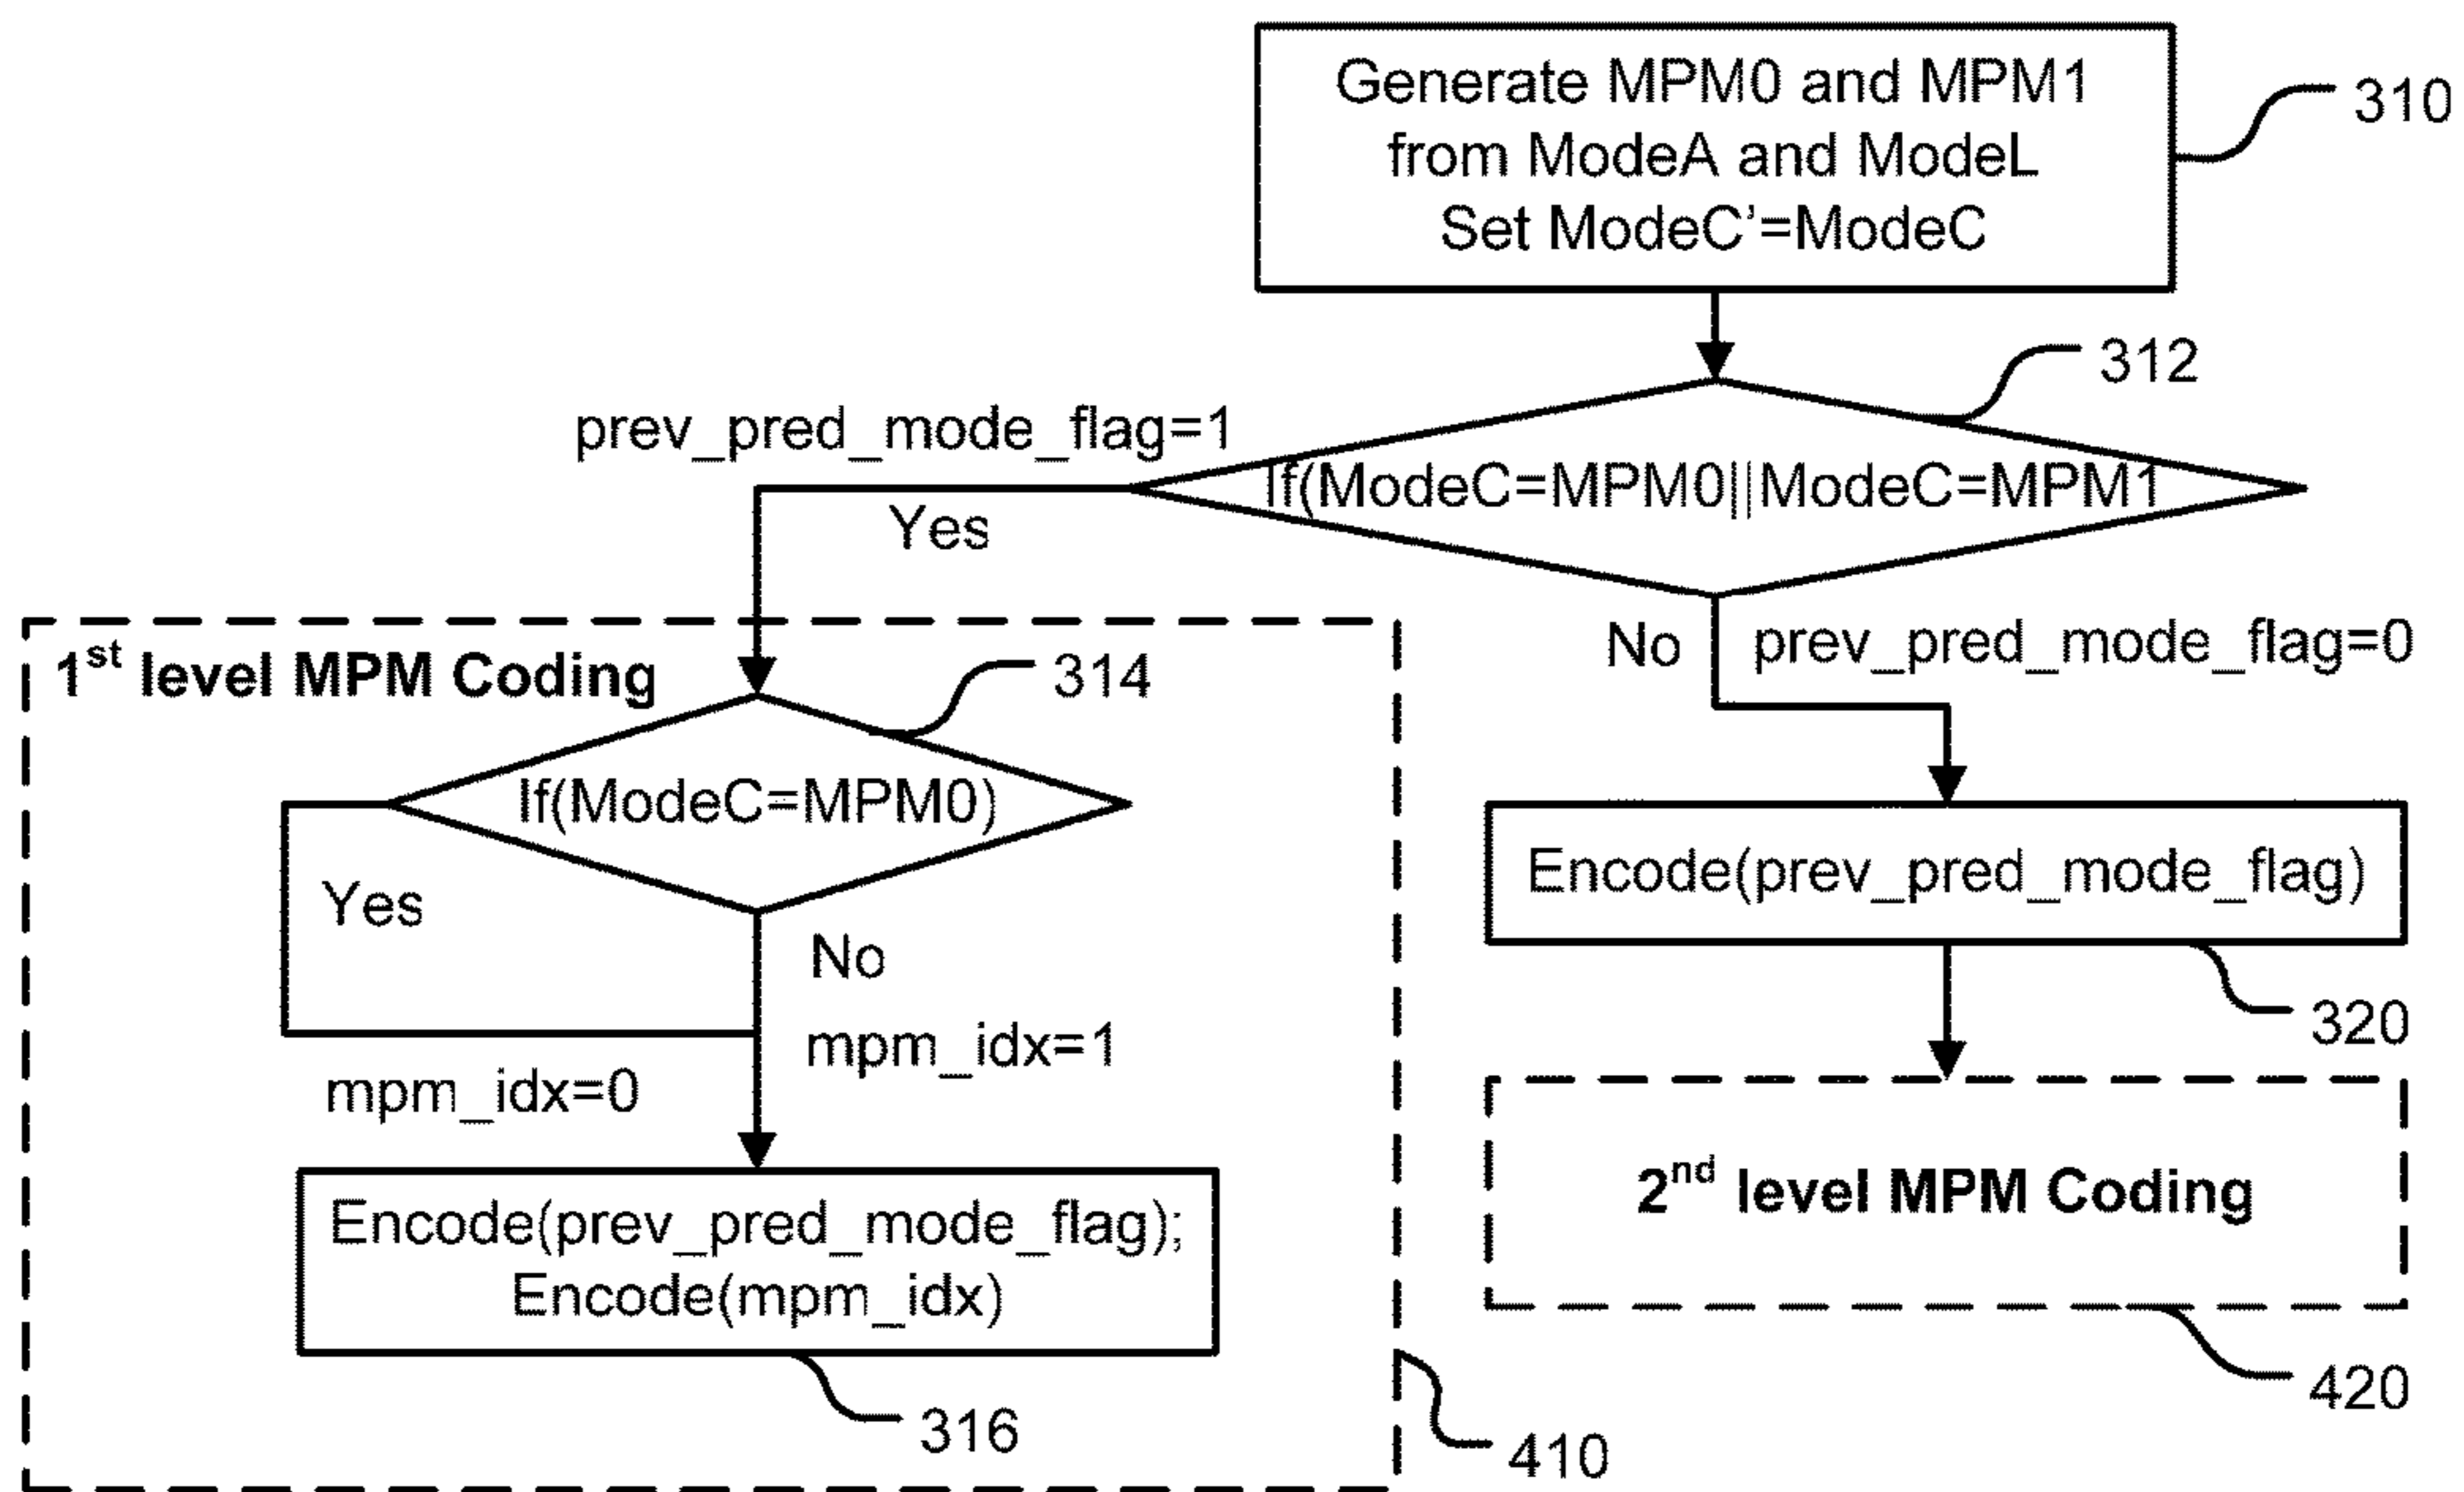 Generate MPM0 and MPM1
from ModeA and ModeL
Set ModeC'=ModeC
310
312
prev_pred_mode_flag=1
If(ModeC=MPM0||ModeC=MPM1
Yes
No
prev_pred_mode_flag=0
1st level MPM Coding
314
If(ModeC=MPM0)
Yes
No
mpm_idx=1
mpm_idx=0
Encode(prev_pred_mode_flag);
Encode(mpm_idx)
316
410
Encode(prev_pred_mode_flag)
320
2nd level MPM Coding
420